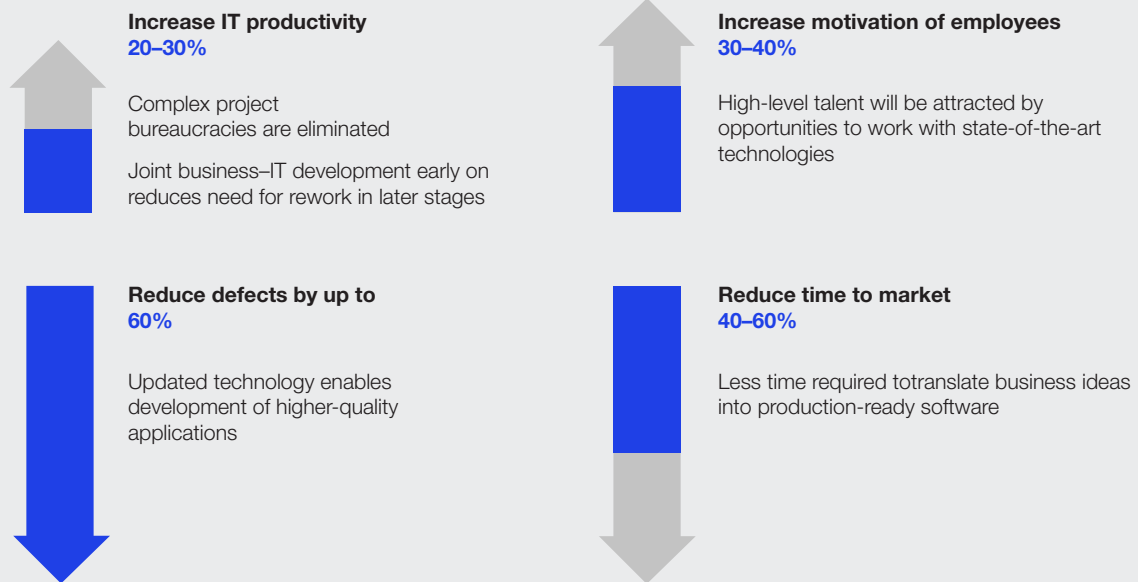 Increase IT productivity
20–30%
Complex project
bureaucracies are eliminated
Joint business–IT development early on
reduces need for rework in later stages
Increase motivation of employees
30–40%
High-level talent will be attracted by
opportunities to work with state-of-the-art
technologies
Reduce defects by up to
60%
Updated technology enables
development of higher-quality
applications
Reduce time to market
40–60%
Less time required totranslate business ideas
into production-ready software